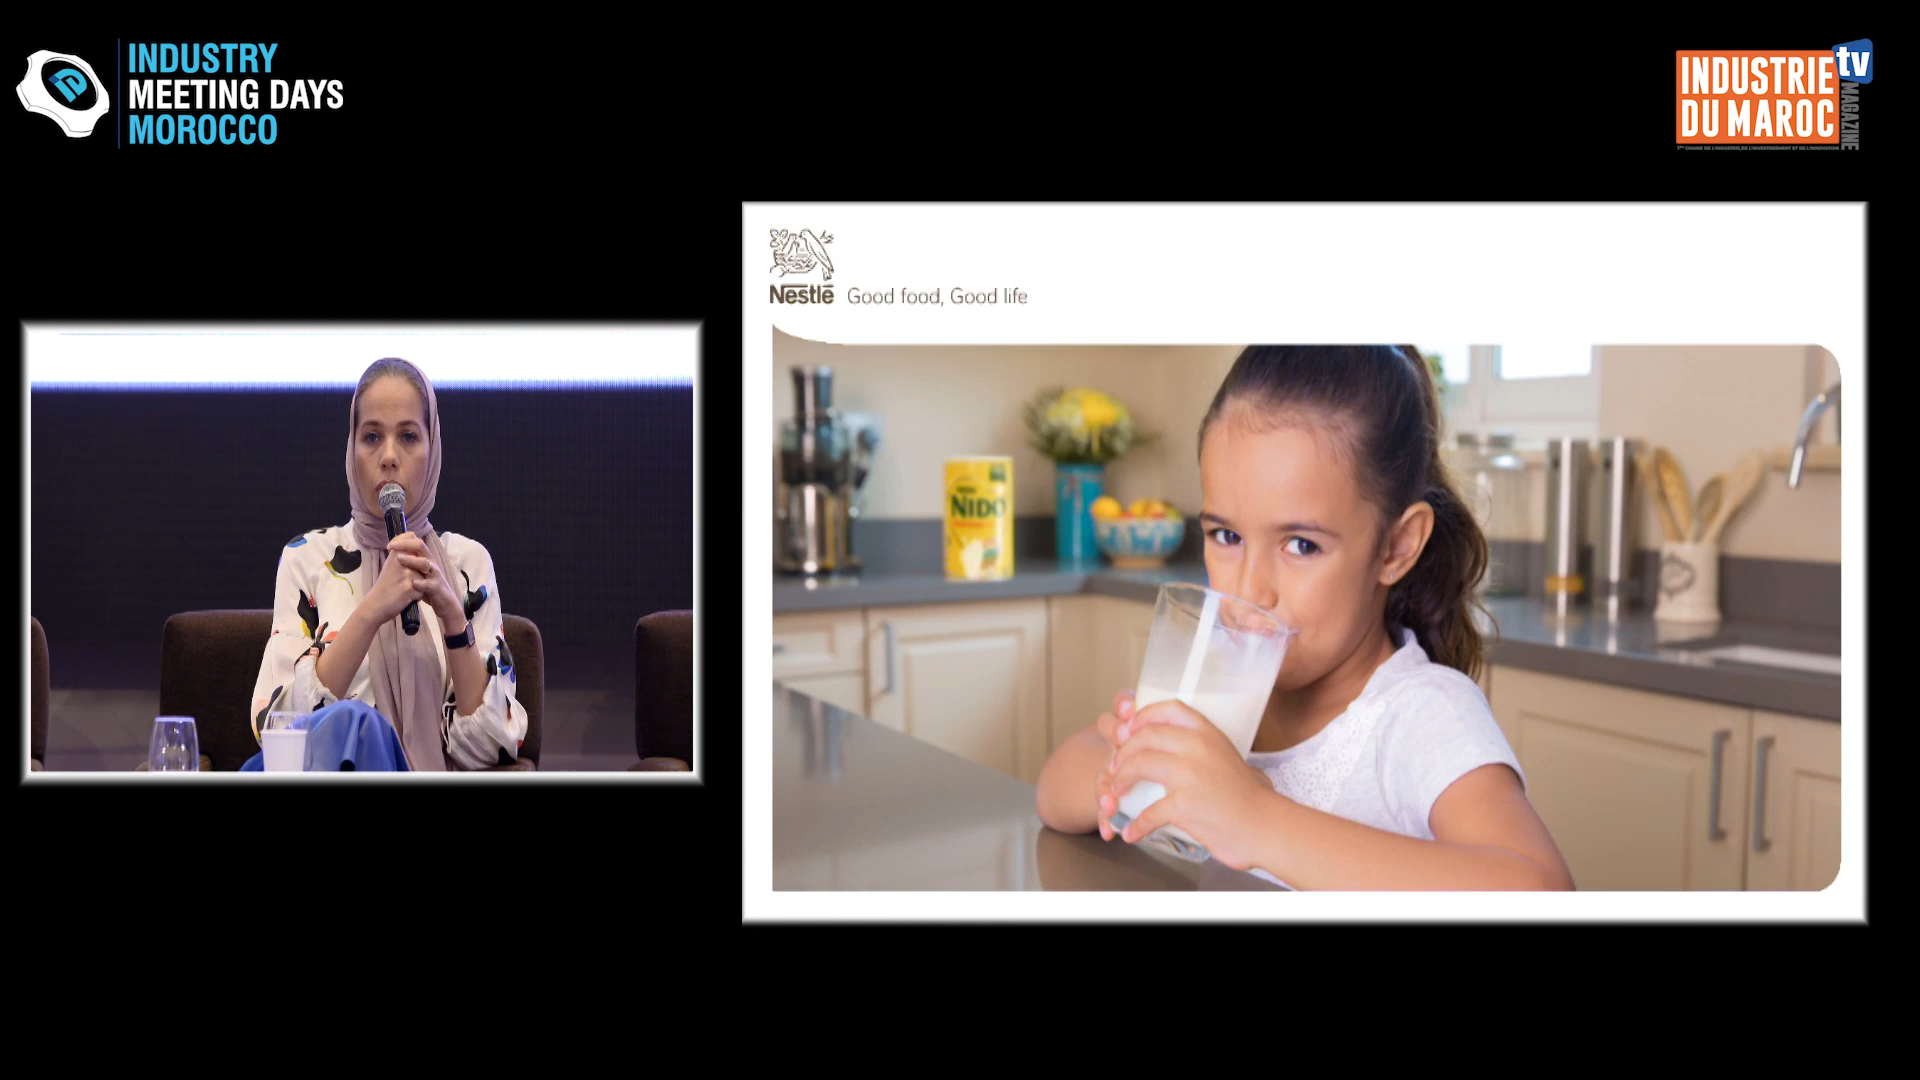 INDUSTRY
MEETING DAYS
MOROCCO
INDUSTRIE
DU MAROC
tv
MAGAZINE
Nestlé Good food, Good life
NIDO